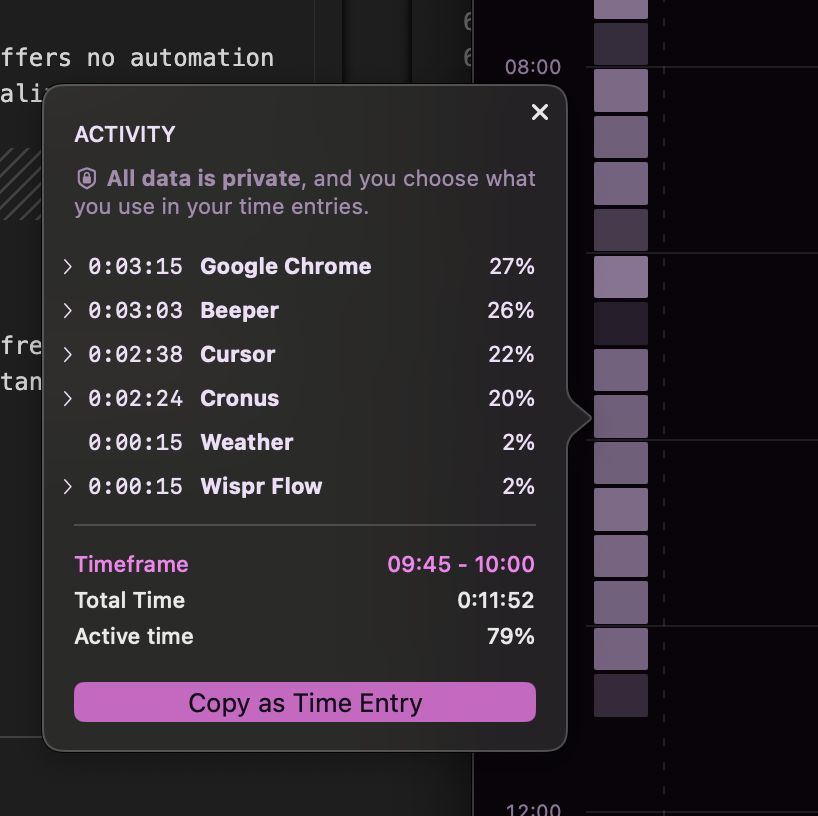 ffers no automation
ali
08:00
ACTIVITY
All data is private, and you choose what
you use in your time entries.
0:03:15 Google Chrome 27%
0:03:03 Beeper 26%
0:02:38 Cursor 22%
0:02:24 Cronus 20%
0:00:15 Weather 2%
0:00:15 Wispr Flow 2%
fre
tan
Timeframe 09:45 - 10:00
Total Time 0:11:52
Active time 79%
Copy as Time Entry
12:00